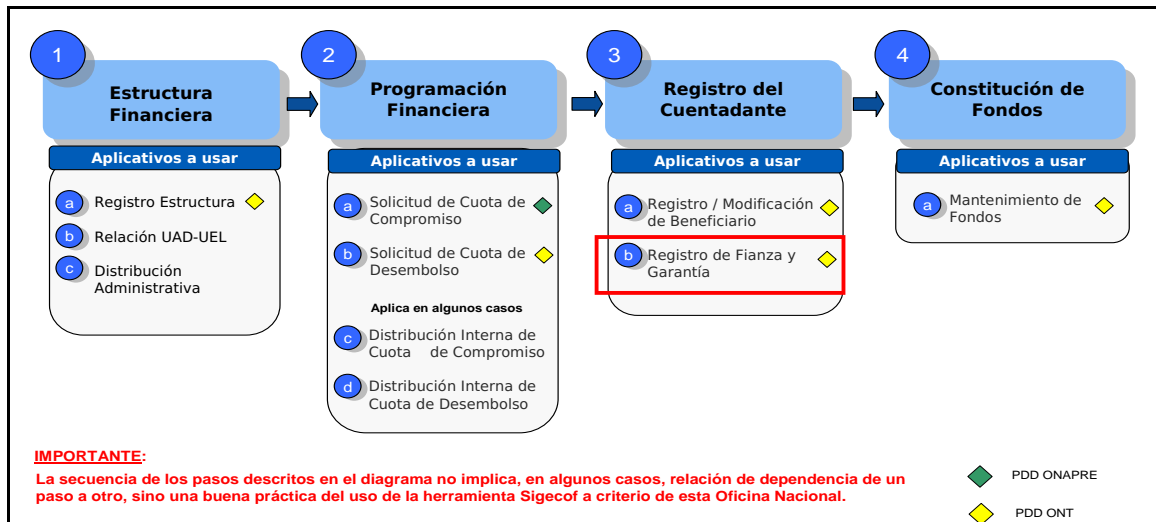 1
Estructura
Financiera
Aplicativos a usar
a Registro Estructura
b Relación UAD-UEL
c Distribución
Administrativa
2
Programación
Financiera
Aplicativos a usar
a Solicitud de Cuota de
Compromiso
b Solicitud de Cuota de
Desembolso
Aplica en algunos casos
c Distribución Interna de
Cuota de Compromiso
d Distribución Interna de
Cuota de Desembolso
3
Registro del
Cuentadante
Aplicativos a usar
a Registro / Modificación
de Beneficiario
b Registro de Fianza y
Garantía
4
Constitución de
Fondos
Aplicativos a usar
a Mantenimiento de
Fondos
IMPORTANTE:
La secuencia de los pasos descritos en el diagrama no implica, en algunos casos, relación de dependencia de un
paso a otro, sino una buena práctica del uso de la herramienta Sigecof a criterio de esta Oficina Nacional.
PDD ONAPRE
PDD ONT